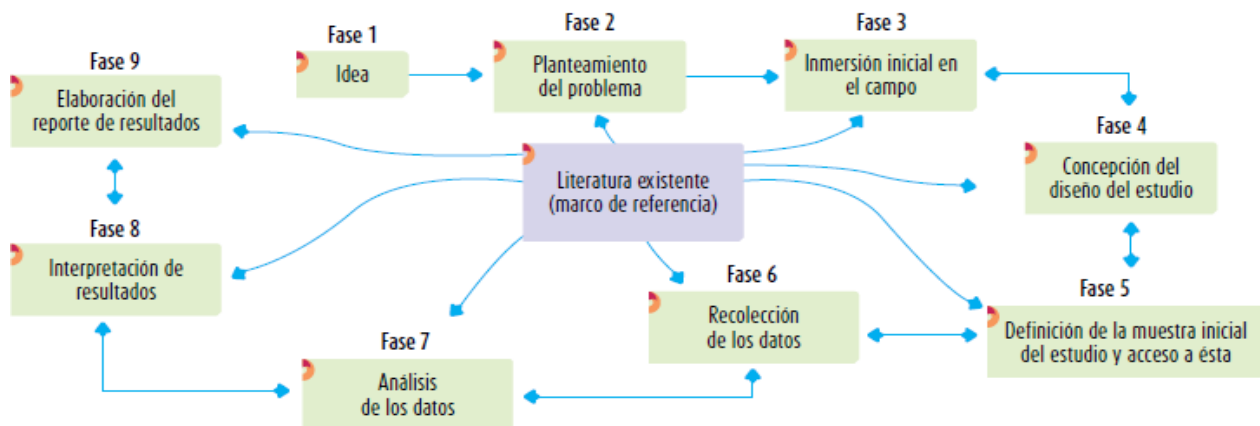 Fase 1
Idea
Fase 2
Planteamiento
del problema
Fase 3
Inmersión inicial en
el campo
Fase 4
Concepción del
diseño del estudio
Fase 5
Definición de la muestra inicial
del estudio y acceso a ésta
Fase 6
Recolección
de los datos
Fase 7
Análisis
de los datos
Fase 8
Interpretación de
resultados
Fase 9
Elaboración del
reporte de resultados
Literatura existente
(marco de referencia)